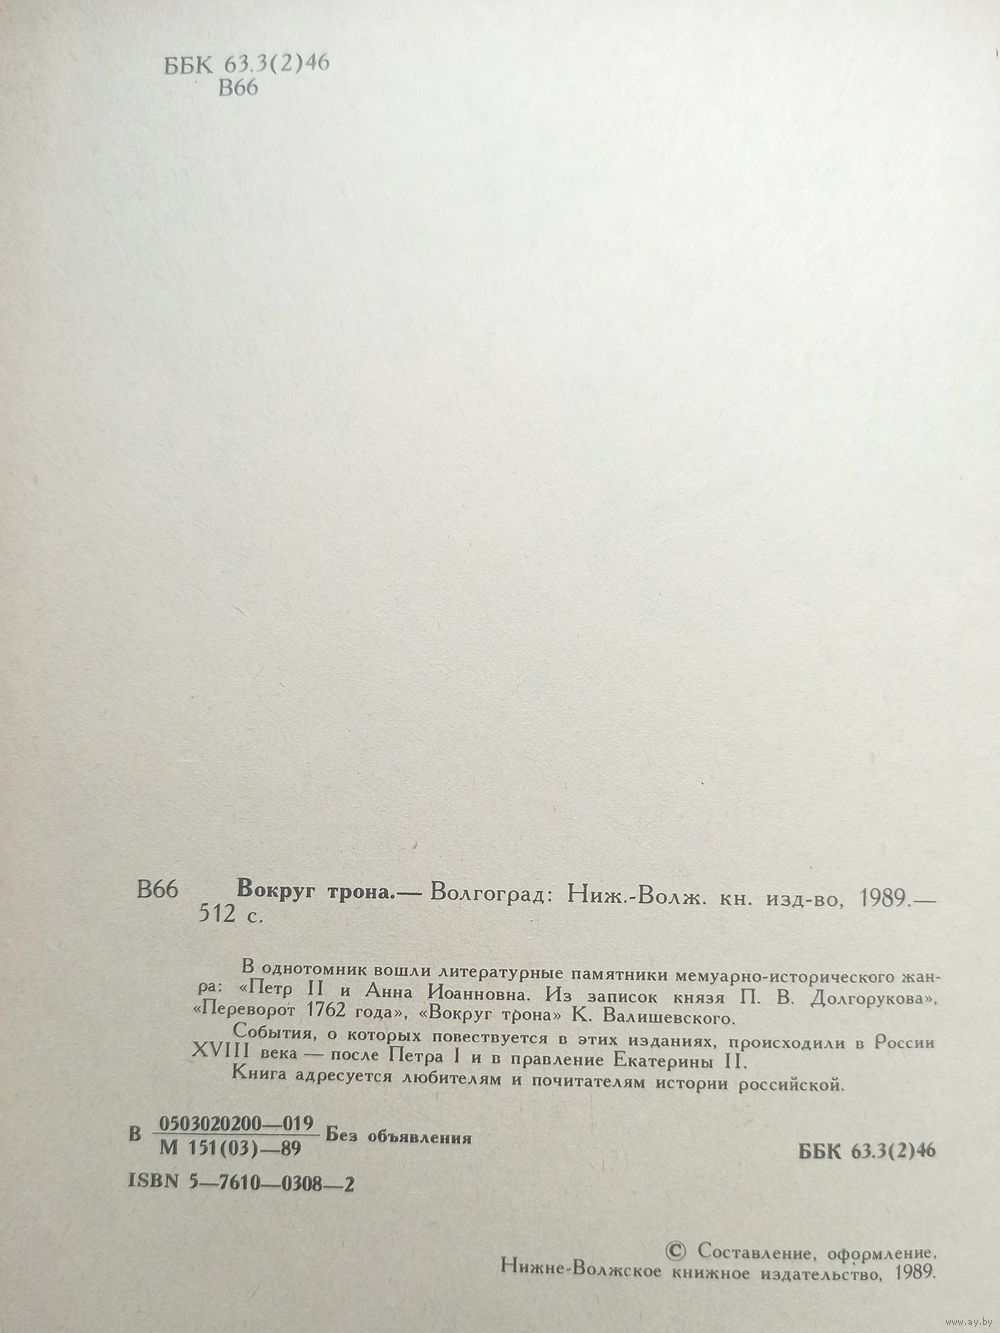 ББК 63.3(2)46
В66
В66 Вокруг трона.— Волгоград: Ниж.-Волж. кн. изд-во, 1989.—
512 с.
В однотомник вошли литературные памятники мемуарно-исторического жан-
ра: «Петр II и Анна Иоанновна. Из записок князя П. В. Долгорукова»,
«Переворот 1762 года», «Вокруг трона» К. Валишевского.
События, о которых повествуется в этих изданиях, происходили в России
XVIII века — после Петра I и в правление Екатерины II.
Книга адресуется любителям и почитателям истории российской.
В 0503020200—019 Без объявления
М 151(03)—89
ББК 63.3(2)46
ISBN 5—7610—0308—2
© Составление, оформление,
Нижне-Волжское книжное издательство, 1989.
www.ay.by